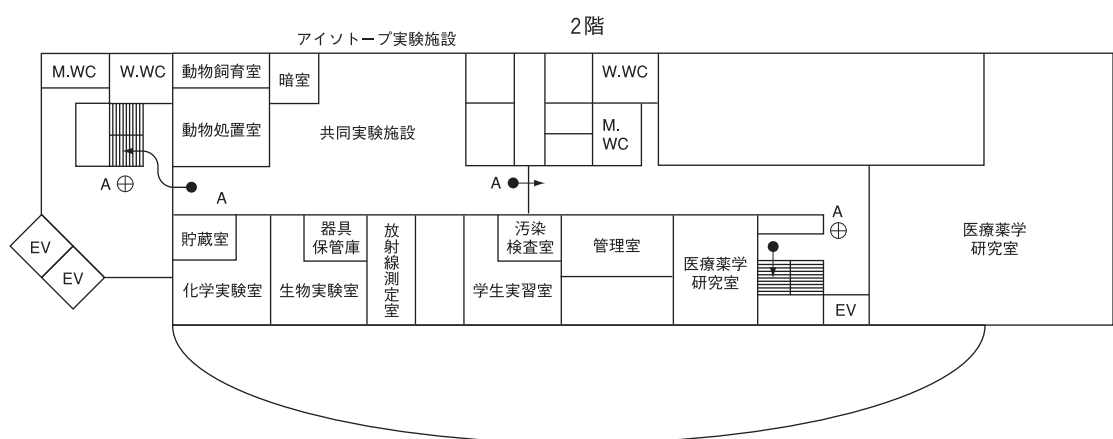 2階
アイソトープ実験施設
M.WC
W.WC
動物飼育室
暗室
W.WC
動物処置室
共同実験施設
M.
WC
A
A
A
A
EV
EV
貯蔵室
器具
保管庫
放射線測定室
汚染
検査室
管理室
医療薬学
研究室
医療薬学
研究室
化学実験室
生物実験室
学生実習室
EV